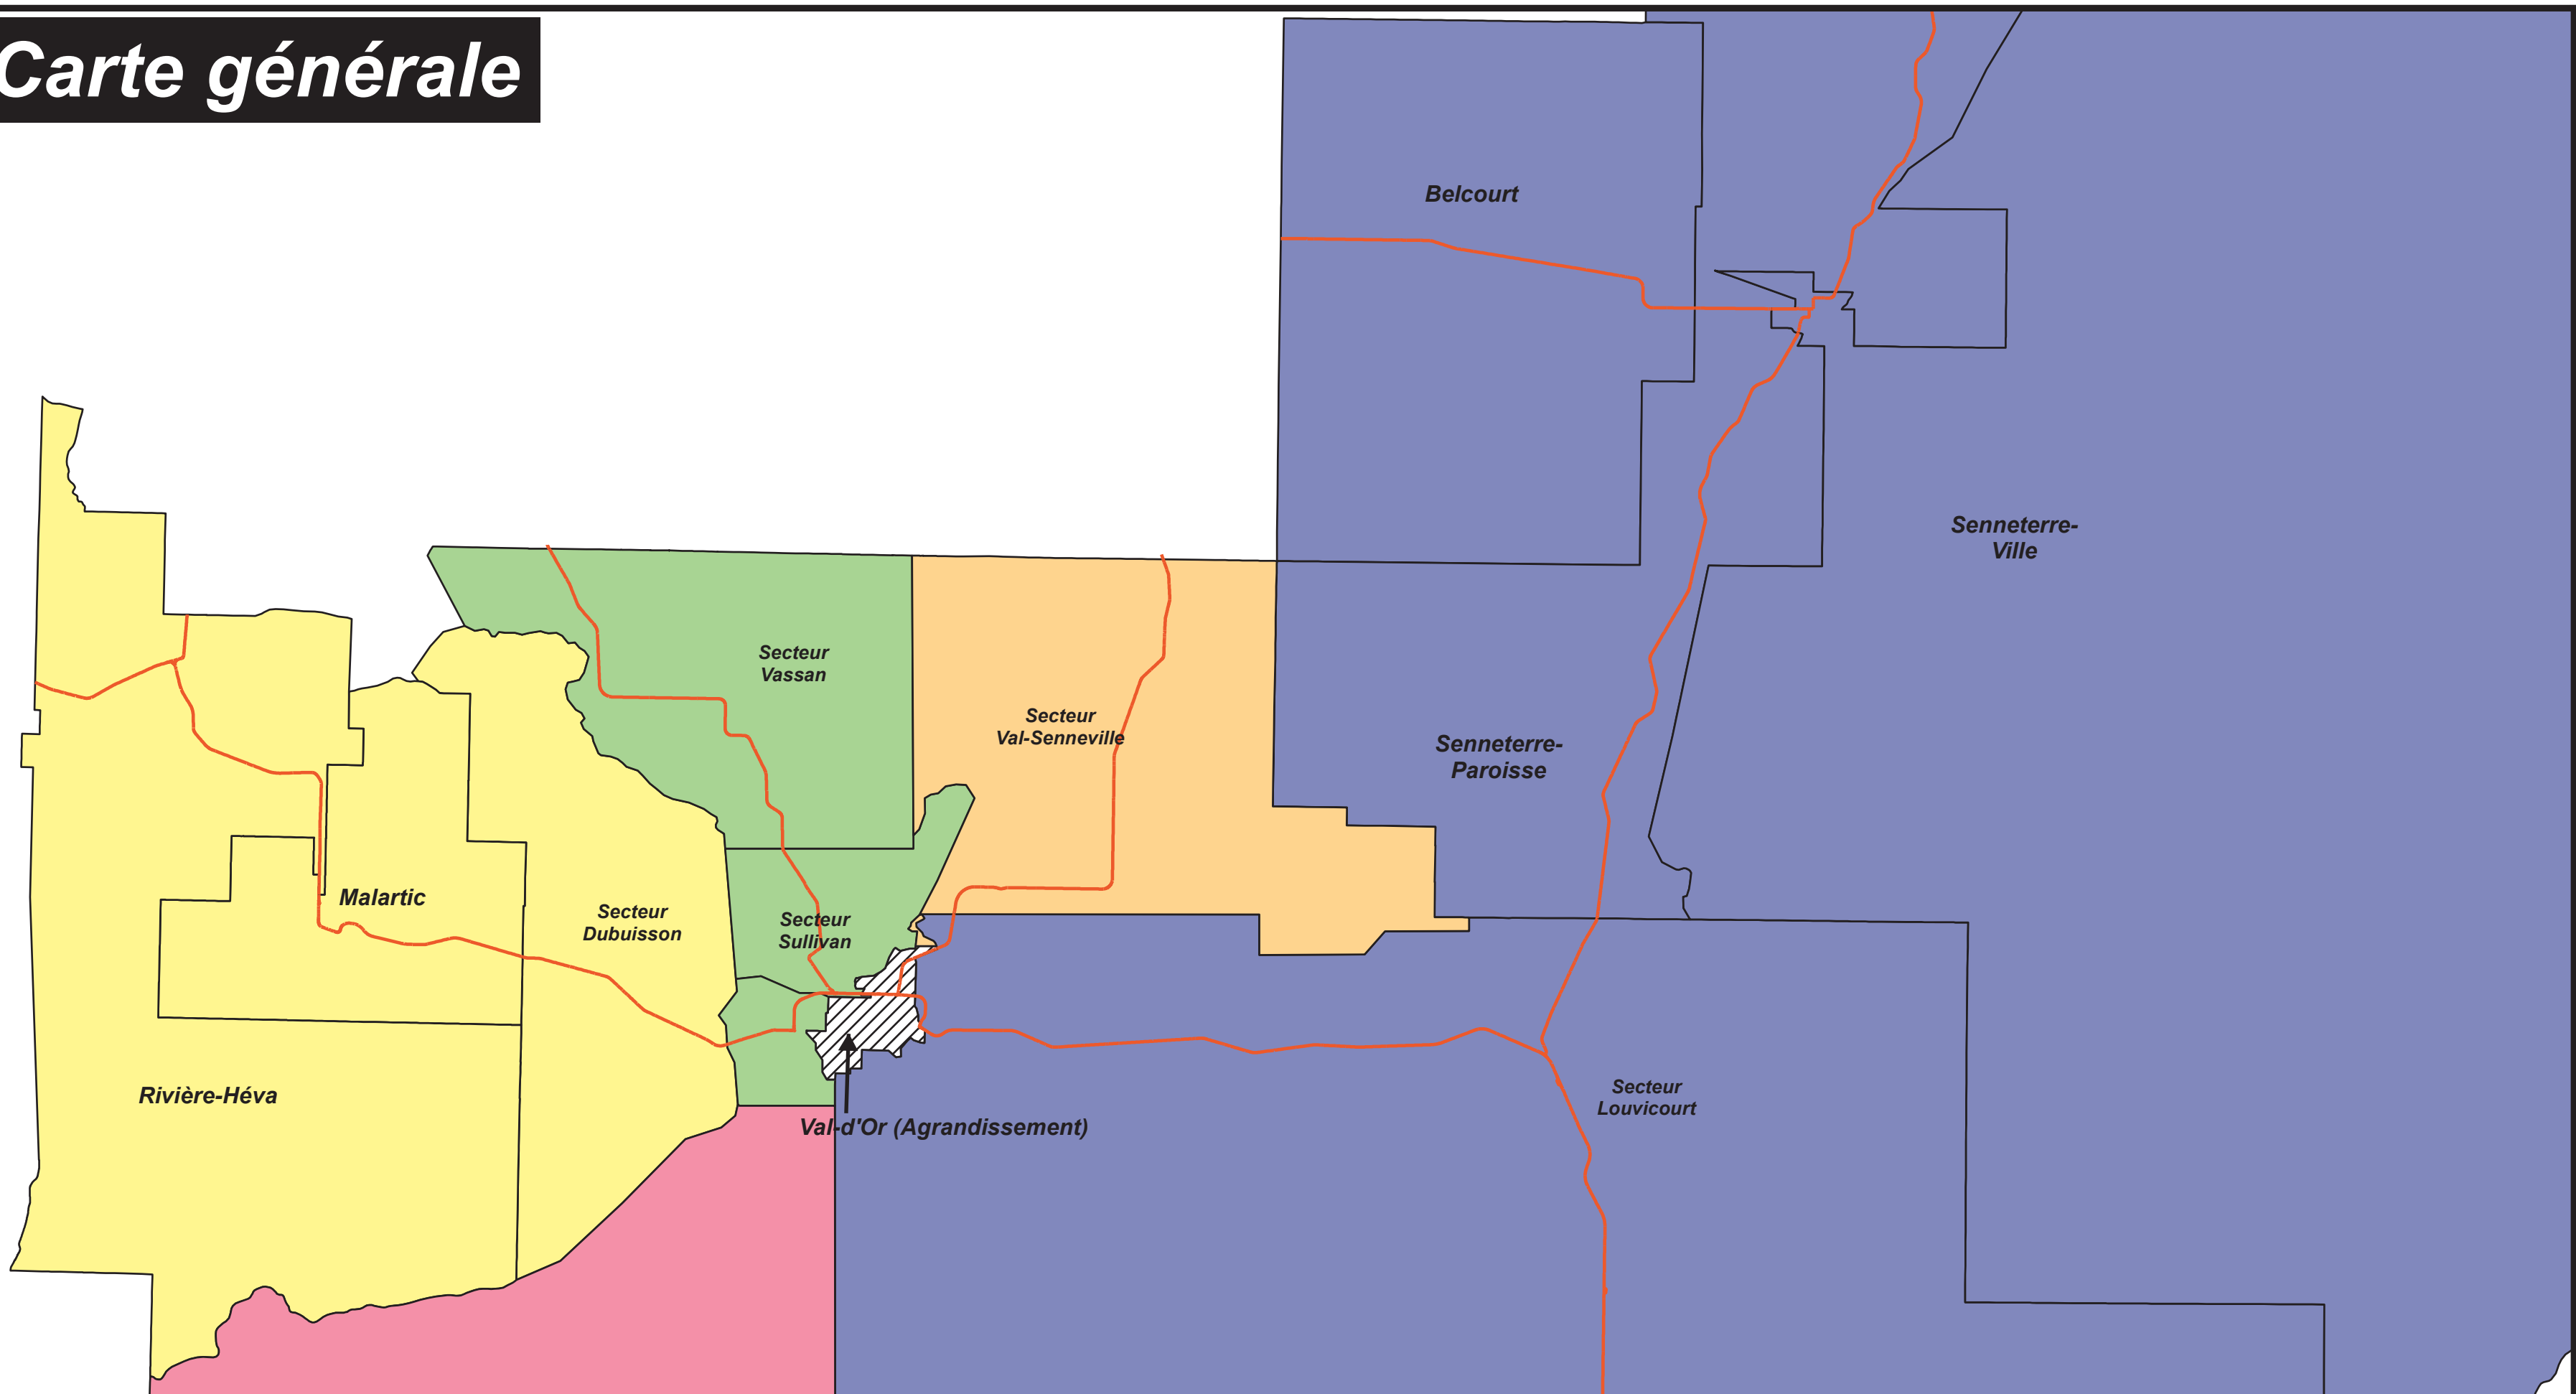 Carte générale
Belcourt
Senneterre-
Ville
Secteur
Vassan
Secteur
Val-Senneville
Senneterre-
Paroisse
Malartic
Secteur
Dubuisson
Secteur
Sullivan
Rivière-Héva
Secteur
Louvicourt
Val-d'Or (Agrandissement)